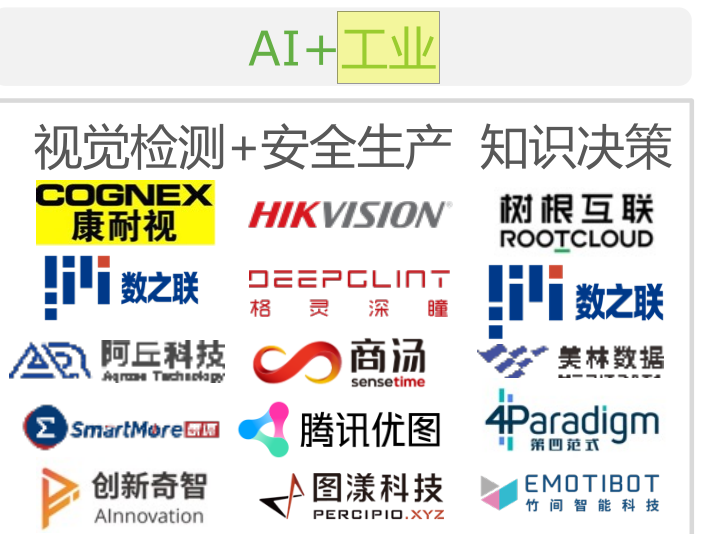 AI+工业
视觉检测+安全生产 知识决策
COGNEX
康耐视
HIKVISION
树根互联
ROOTCLOUD
数之联
DEEPGLINT
格灵深瞳
数之联
阿丘科技
Aqrose Technology
商汤
sensetime
美林数据
SmartMore
腾讯优图
4Paradigm
第四范式
创新奇智
AInnovation
图漾科技
PERCIPIO.XYZ
EMOTIBOT
竹间智能科技